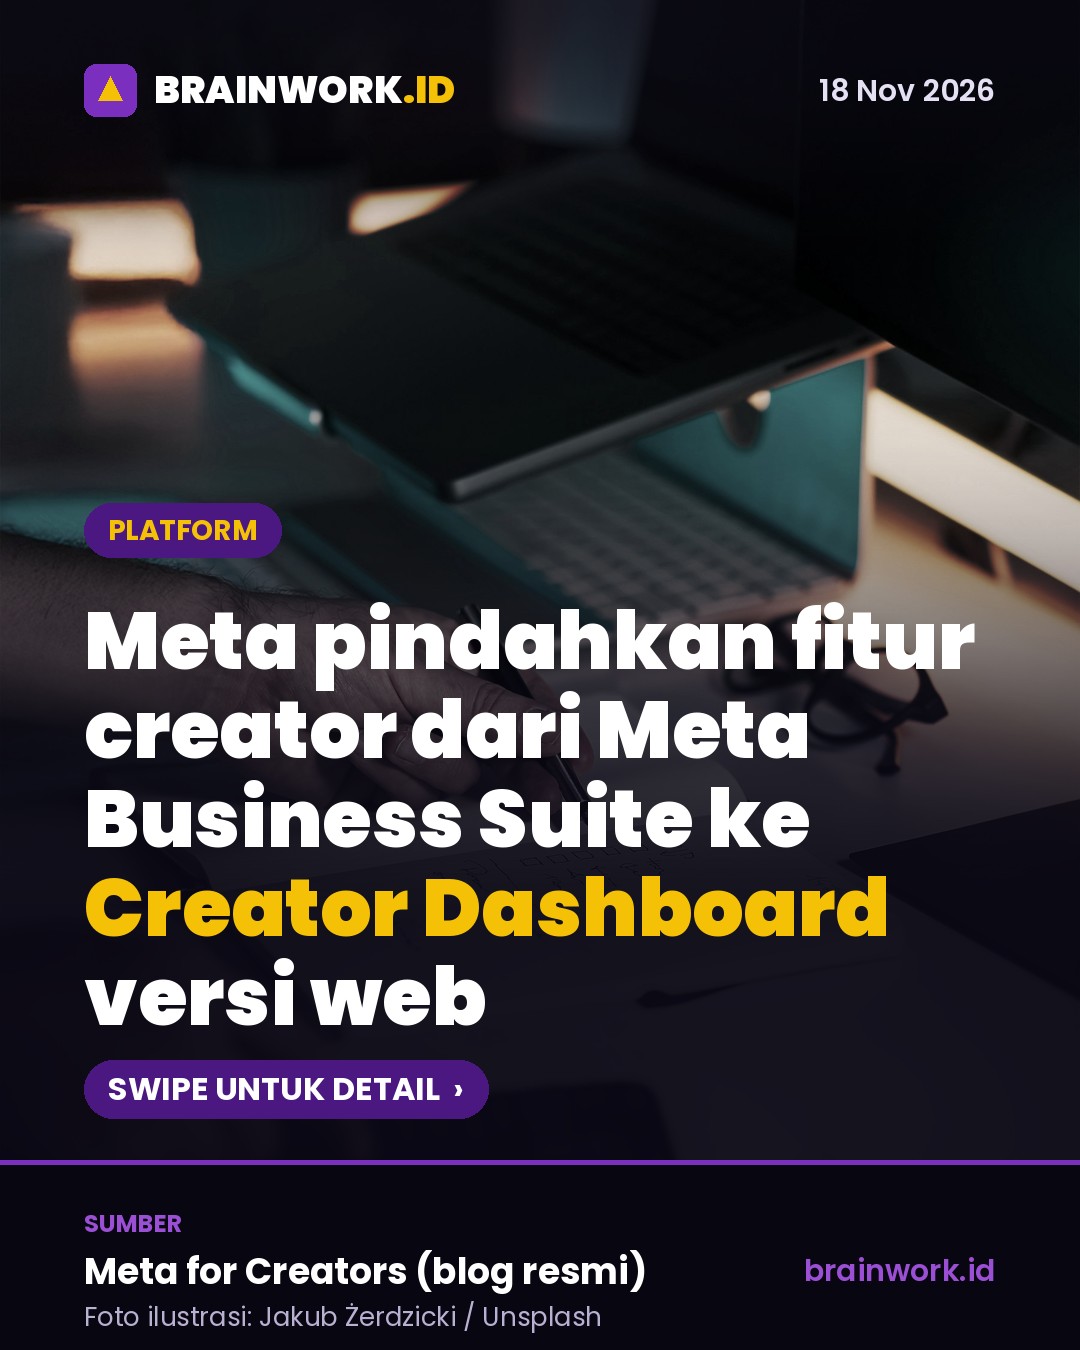 BRAINWORK.ID
18 Nov 2026
PLATFORM
Meta pindahkan fitur
creator dari Meta
Business Suite ke
Creator Dashboard
versi web
SWIPE UNTUK DETAIL ›
SUMBER
Meta for Creators (blog resmi)
brainwork.id
Foto ilustrasi: Jakub Żerdzicki / Unsplash